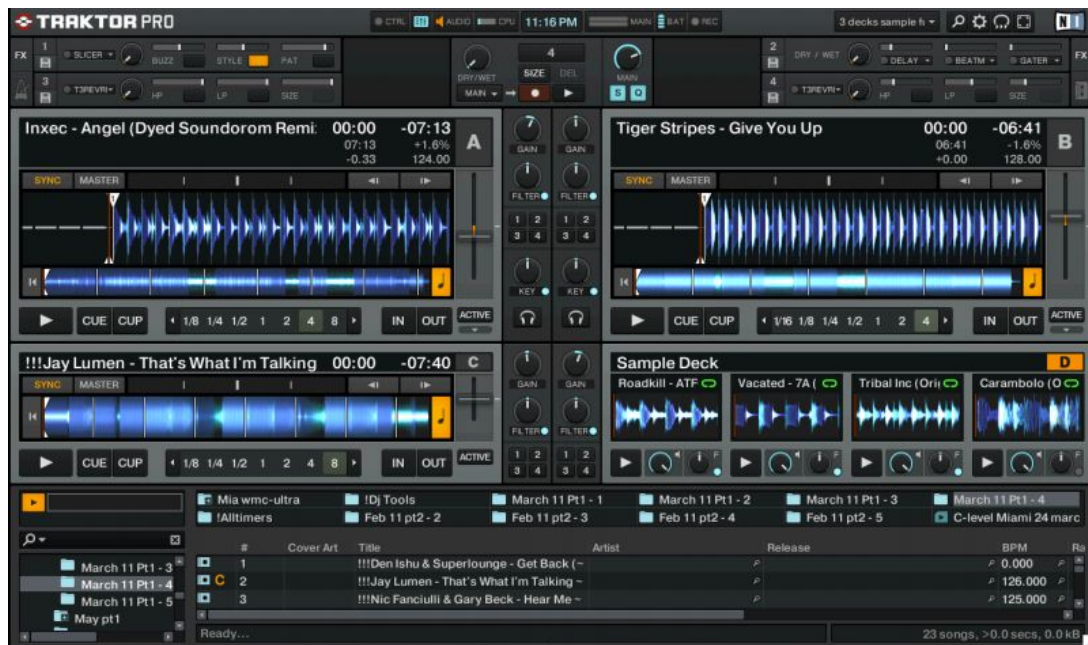 TRAKTOR PRO CTRL AUDIO CPU 11:16 PM MAIN BAT REC 3 decks sample fi
FX 1 SLICER BUZZ STYLE PAT DRY/WET 4 SIZE DEL MAIN 2 DRY / WET DELAY BEATM GATER FX
3 T3REVRI HP LP SIZE MAIN S Q 4 T3REVRI HP LP SIZE
Inxec - Angel (Dyed Soundorom Remi: 00:00 -07:13 A
07:13 +1.6%
-0.33 124.00
SYNC MASTER
CUE CUP 1/8 1/4 1/2 1 2 4 8 IN OUT ACTIVE
GAIN GAIN
FILTER FILTER
1 2 1 2
3 4 3 4
KEY KEY
Tiger Stripes - Give You Up 00:00 -06:41 B
06:41 -1.6%
+0.00 128.00
SYNC MASTER
CUE CUP 1/16 1/8 1/4 1/2 1 2 4 IN OUT ACTIVE
!!!Jay Lumen - That's What I'm Talking 00:00 -07:40 C
SYNC MASTER
CUE CUP 1/8 1/4 1/2 1 2 4 8 IN OUT ACTIVE
GAIN GAIN
FILTER FILTER
1 2 1 2
3 4 3 4
Sample Deck D
Roadkill - ATF Vacated - 7A ( Tribal Inc (Ori Carambolo (O
F F F F
Mia wmc-ultra !Dj Tools March 11 Pt1 - 1 March 11 Pt1 - 2 March 11 Pt1 - 3 March 11 Pt1 - 4
!Alltimers Feb 11 pt2 - 2 Feb 11 pt2 - 3 Feb 11 pt2 - 4 Feb 11 pt2 - 5 C-level Miami 24 marc
March 11 Pt1 - 3
March 11 Pt1 - 4
March 11 Pt1 - 5
May pt1
# Cover Art Title Artist Release BPM Ra
1 !!!Den Ishu & Superlounge - Get Back (~ 0.000
C 2 !!!Jay Lumen - That's What I'm Talking ~ 126.000
3 !!!Nic Fanciulli & Gary Beck - Hear Me ~ 125.000
Ready... 23 songs, >0.0 secs, 0.0 kB